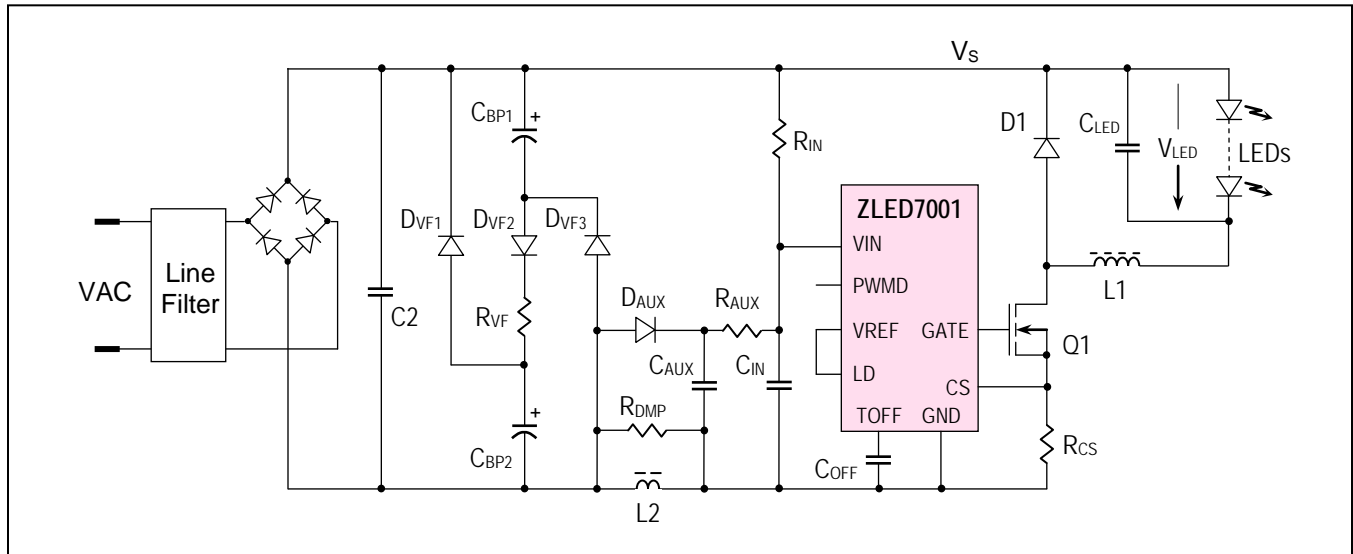 VS
CBP1
+
RIN
D1
CLED
VLED
LEDs
ZLED7001
DVF1
DVF2
DVF3
VIN
VAC
Line
Filter
C2
DAUX
RAUX
PWMD
L1
RVF
VREF
GATE
Q1
CAUX
CIN
LD
CS
RDMP
TOFF
GND
CBP2
+
COFF
RCS
L2